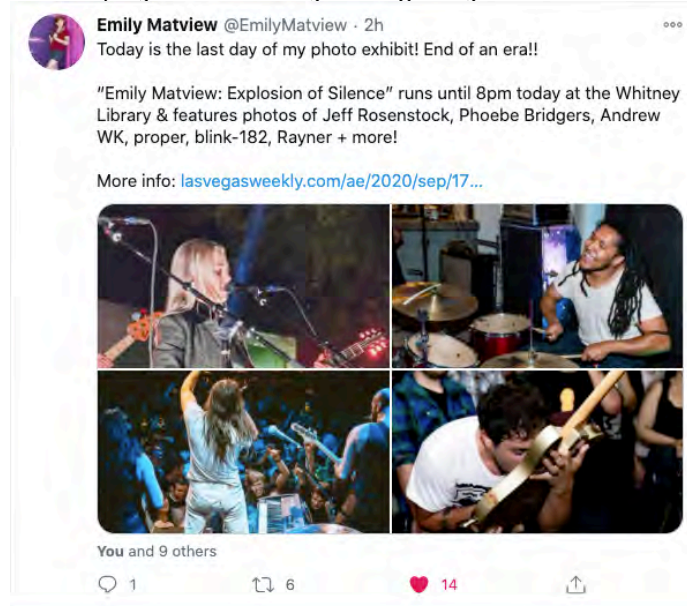 Emily Matview @EmilyMatview · 2h
Today is the last day of my photo exhibit! End of an era!!
"Emily Matview: Explosion of Silence" runs until 8pm today at the Whitney
Library & features photos of Jeff Rosenstock, Phoebe Bridgers, Andrew
WK, proper, blink-182, Rayner + more!
More info: lasvegasweekly.com/ae/2020/sep/17...
You and 9 others
1 6 14